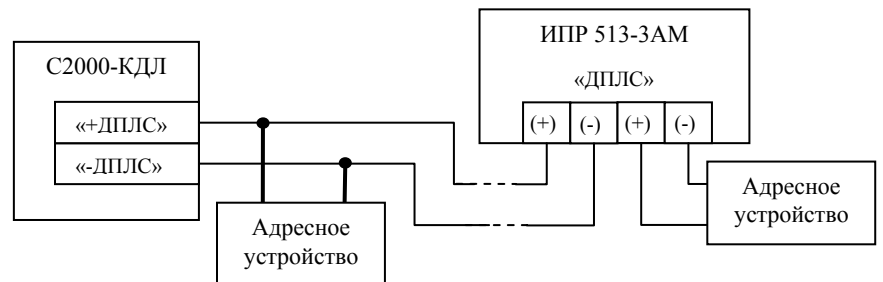 С2000-КДЛ
«+ДПЛС»
«-ДПЛС»
Адресное
устройство
ИПР 513-3АМ
«ДПЛС»
(+) (-) (+) (-)
Адресное
устройство